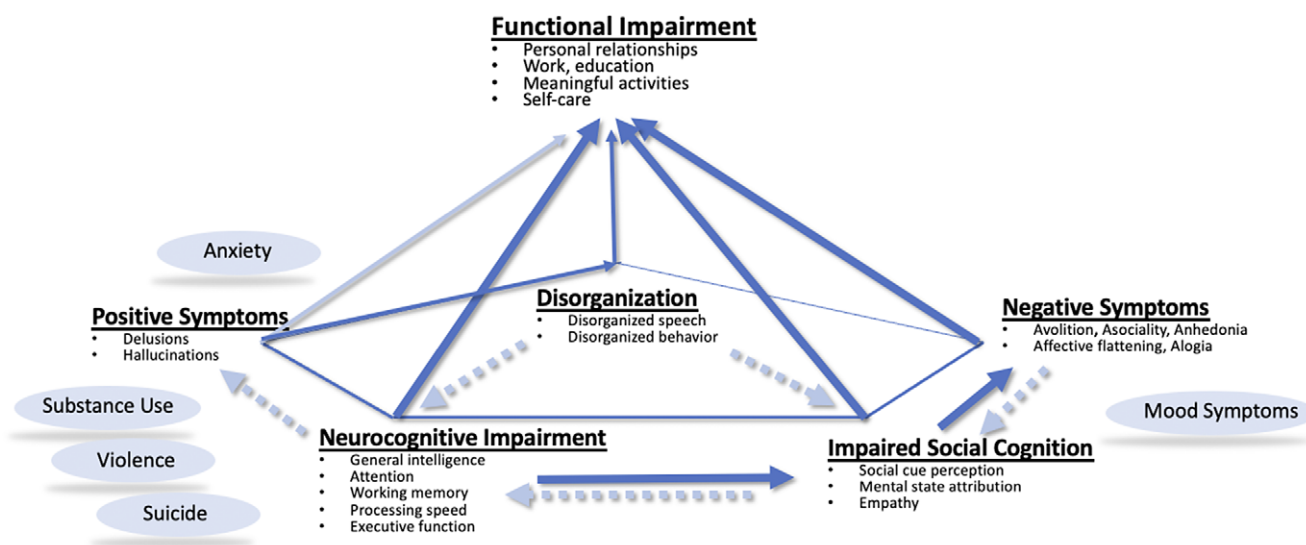 Functional Impairment
• Personal relationships
• Work, education
• Meaningful activities
• Self-care
Anxiety
Positive Symptoms
• Delusions
• Hallucinations
Disorganization
• Disorganized speech
• Disorganized behavior
Negative Symptoms
• Avolition, Asociality, Anhedonia
• Affective flattening, Alogia
Substance Use
Violence
Suicide
Mood Symptoms
Neurocognitive Impairment
• General intelligence
• Attention
• Working memory
• Processing speed
• Executive function
Impaired Social Cognition
• Social cue perception
• Mental state attribution
• Empathy